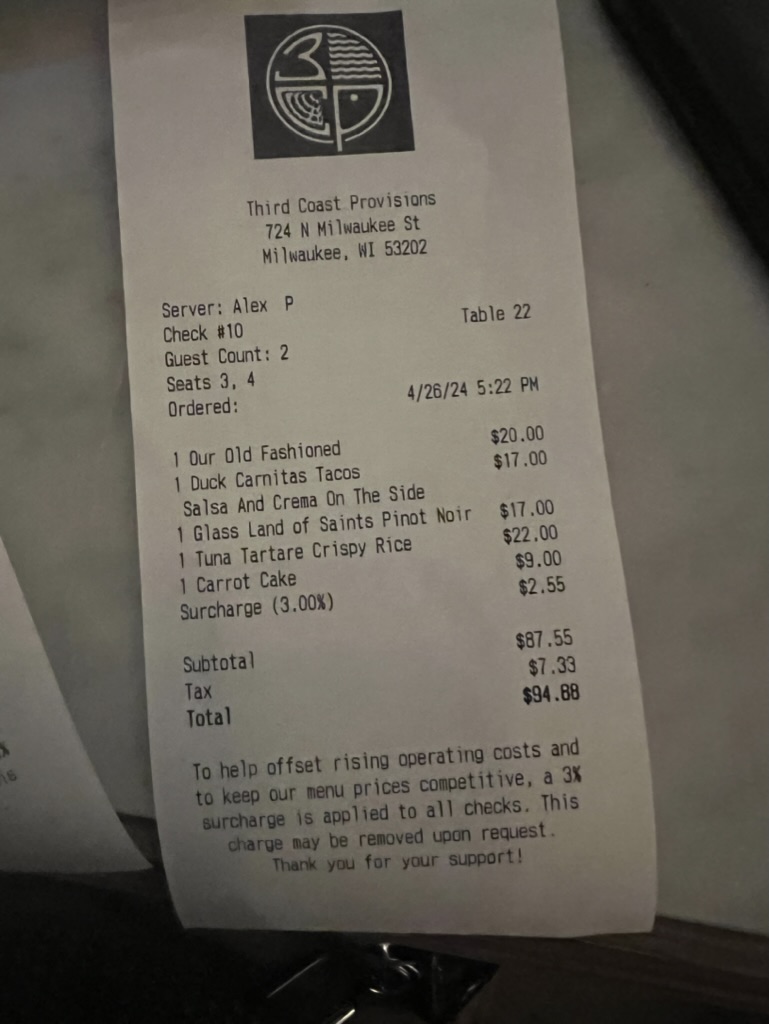 3
C P
Third Coast Provisions
724 N Milwaukee St
Milwaukee, WI 53202
Server: Alex P
Check #10 Table 22
Guest Count: 2
Seats 3, 4
Ordered: 4/26/24 5:22 PM
1 Our Old Fashioned $20.00
1 Duck Carnitas Tacos $17.00
Salsa And Crema On The Side
1 Glass Land of Saints Pinot Noir $17.00
1 Tuna Tartare Crispy Rice $22.00
1 Carrot Cake $9.00
Surcharge (3.00%) $2.55
Subtotal $87.55
Tax $7.33
Total $94.88
To help offset rising operating costs and
to keep our menu prices competitive, a 3%
surcharge is applied to all checks. This
charge may be removed upon request.
Thank you for your support!